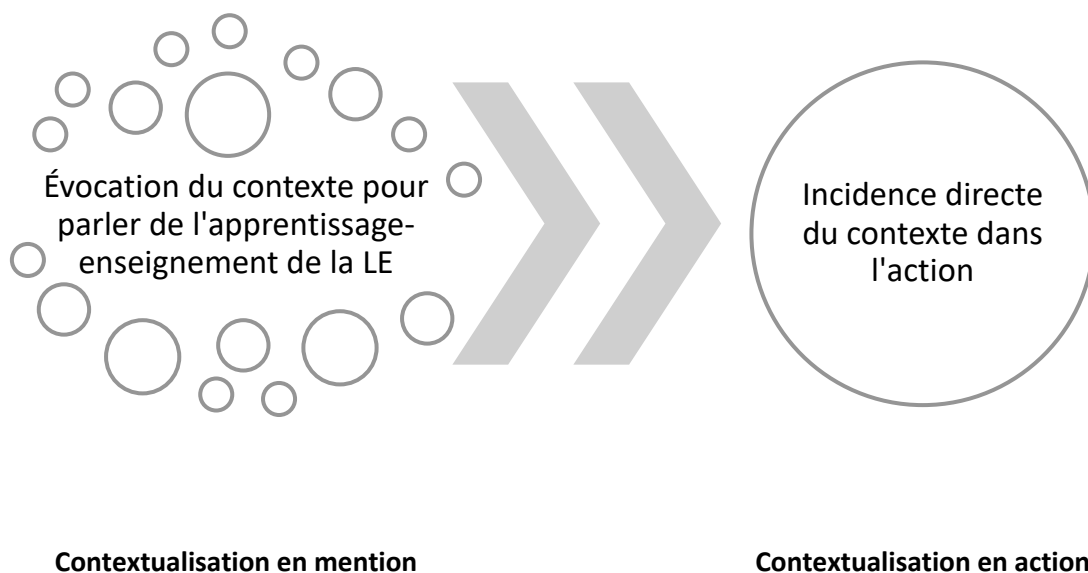 Évocation du contexte pour
parler de l'apprentissage-
enseignement de la LE
Incidence directe
du contexte dans
l'action
Contextualisation en mention
Contextualisation en action